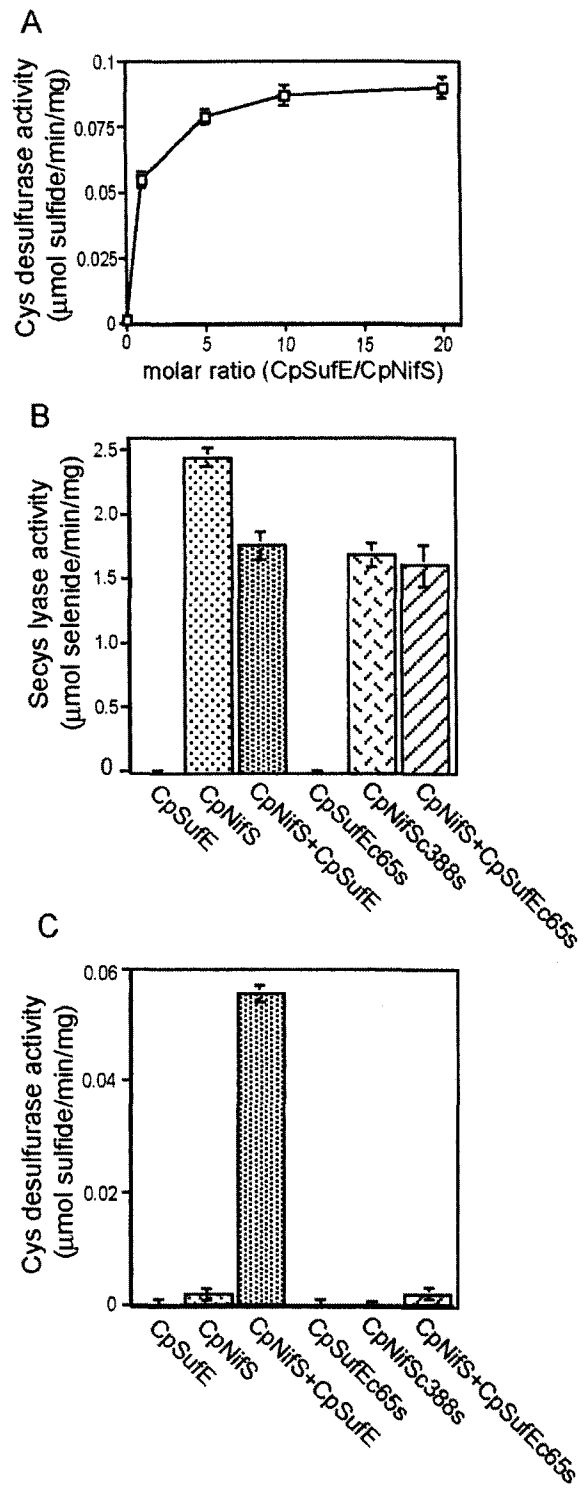 A
Cys desulfurase activity
(μmol sulfide/min/mg)
0.1
0.075
0.05
0.025
0
0 5 10 15 20
molar ratio (CpSufE/CpNifS)
B
Secys lyase activity
(μmol selenide/min/mg)
2.5
2.0
1.5
1.0
0.5
0
CpSufE
CpNifS
CpNifS+CpSufE
CpSufEc65s
CpNifSc388s
CpNifS+CpSufEc65s
C
Cys desulfurase activity
(μmol sulfide/min/mg)
0.06
0.04
0.02
0
CpSufE
CpNifS
CpNifS+CpSufE
CpSufEc65s
CpNifSc388s
CpNifS+CpSufEc65s